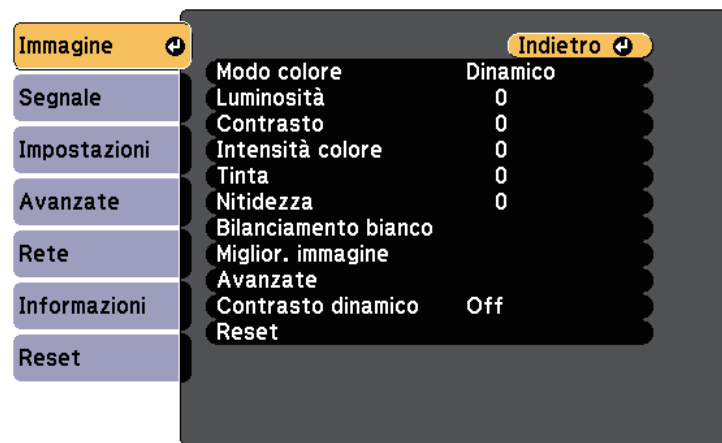 Immagine
Segnale
Impostazioni
Avanzate
Rete
Informazioni
Reset
Indietro
Modo colore Dinamico
Luminosità 0
Contrasto 0
Intensità colore 0
Tinta 0
Nitidezza 0
Bilanciamento bianco
Miglior. immagine
Avanzate
Contrasto dinamico Off
Reset